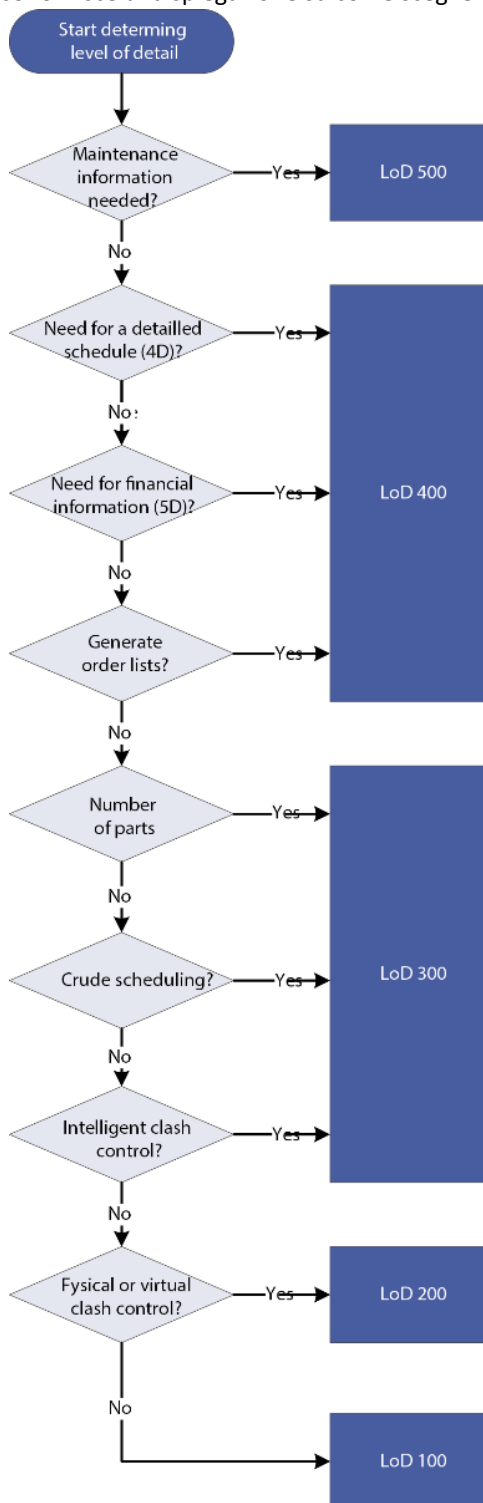 Start determing
level of detail
Maintenance
information
needed?
Yes
LoD 500
No
Need for a detailled
schedule (4D)?
Yes
No
Need for financial
information (5D)?
Yes
LoD 400
No
Generate
order lists?
Yes
No
Number
of parts
Yes
No
Crude scheduling?
Yes
LoD 300
No
Intelligent clash
control?
Yes
No
Fysical or virtual
clash control?
Yes
LoD 200
No
LoD 100